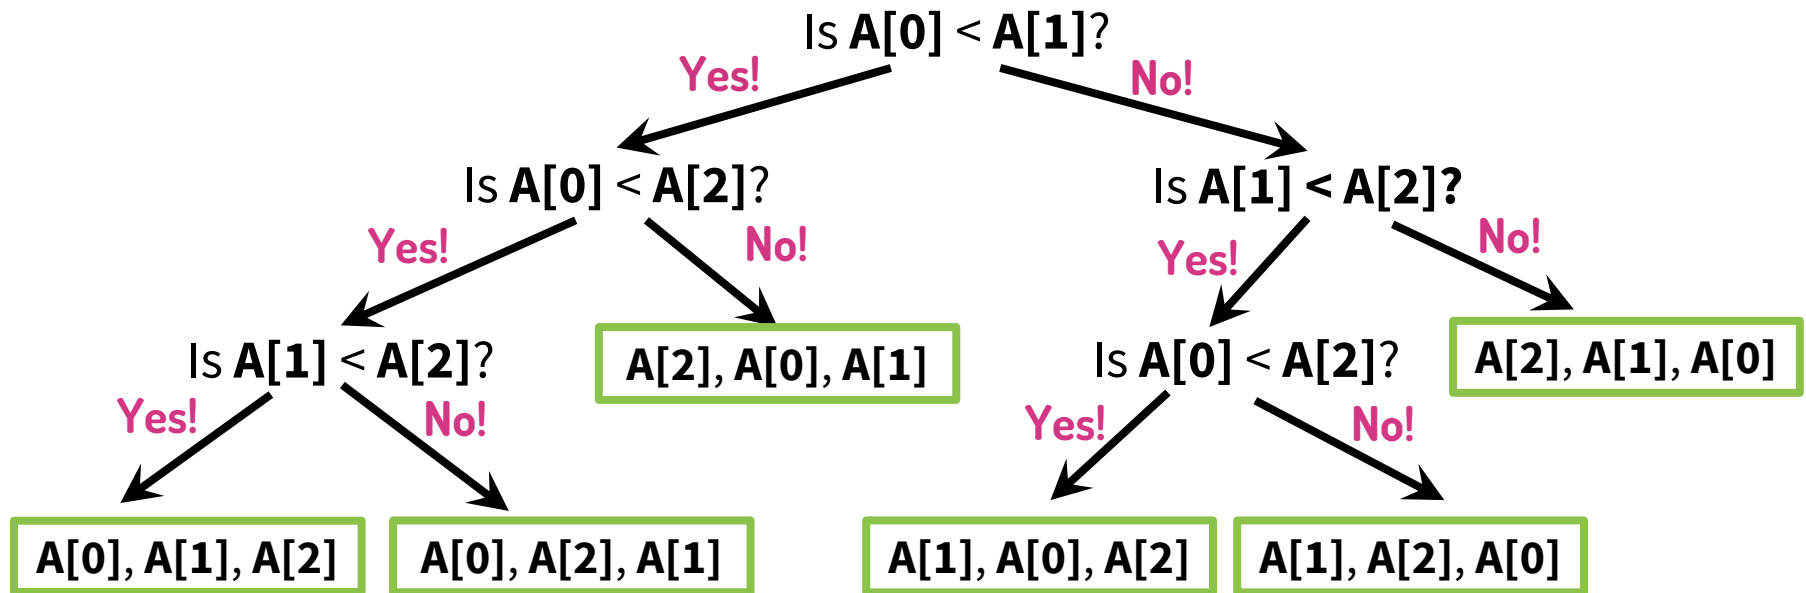 Is A[0] < A[1]?
Yes!
No!
Is A[0] < A[2]?
Is A[1] < A[2]?
Yes!
No!
Yes!
No!
Is A[1] < A[2]?
A[2], A[0], A[1]
Is A[0] < A[2]?
A[2], A[1], A[0]
Yes!
No!
Yes!
No!
A[0], A[1], A[2]
A[0], A[2], A[1]
A[1], A[0], A[2]
A[1], A[2], A[0]